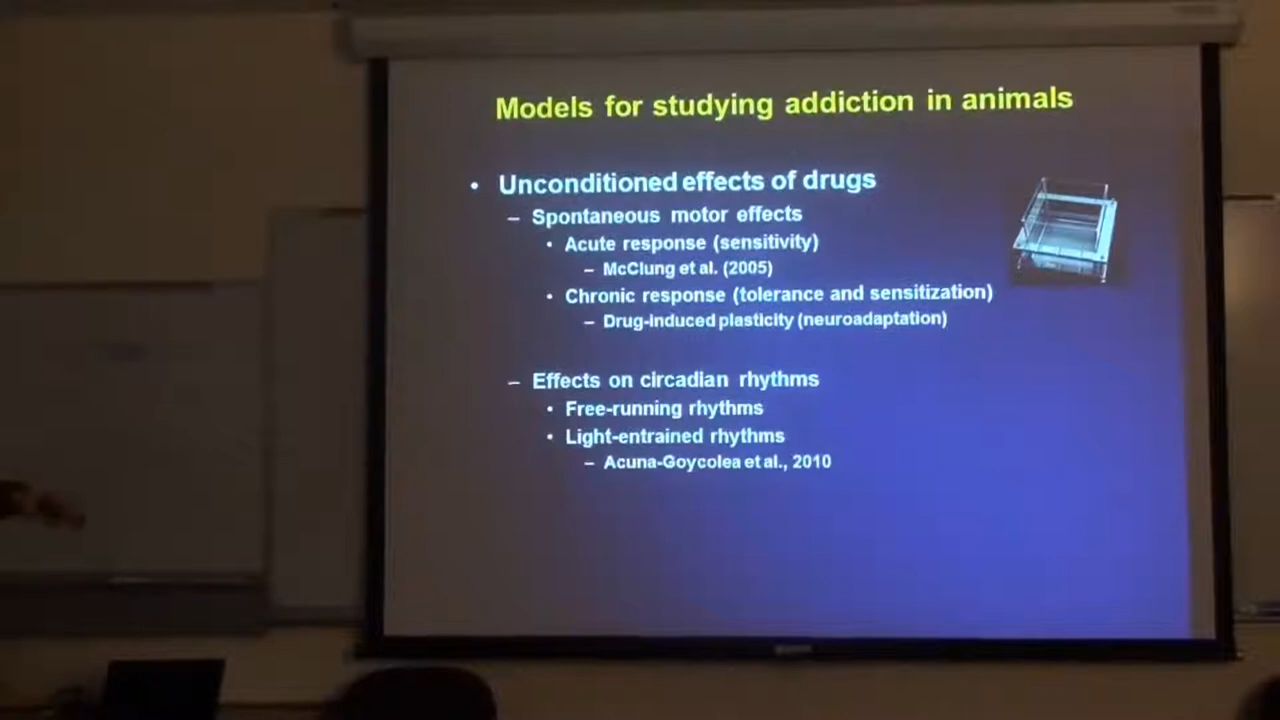 Models for studying addiction in animals
• Unconditioned effects of drugs
– Spontaneous motor effects
• Acute response (sensitivity)
– McClung et al. (2005)
• Chronic response (tolerance and sensitization)
– Drug-induced plasticity (neuroadaptation)
– Effects on circadian rhythms
• Free-running rhythms
• Light-entrained rhythms
– Acuna-Goycolea et al., 2010